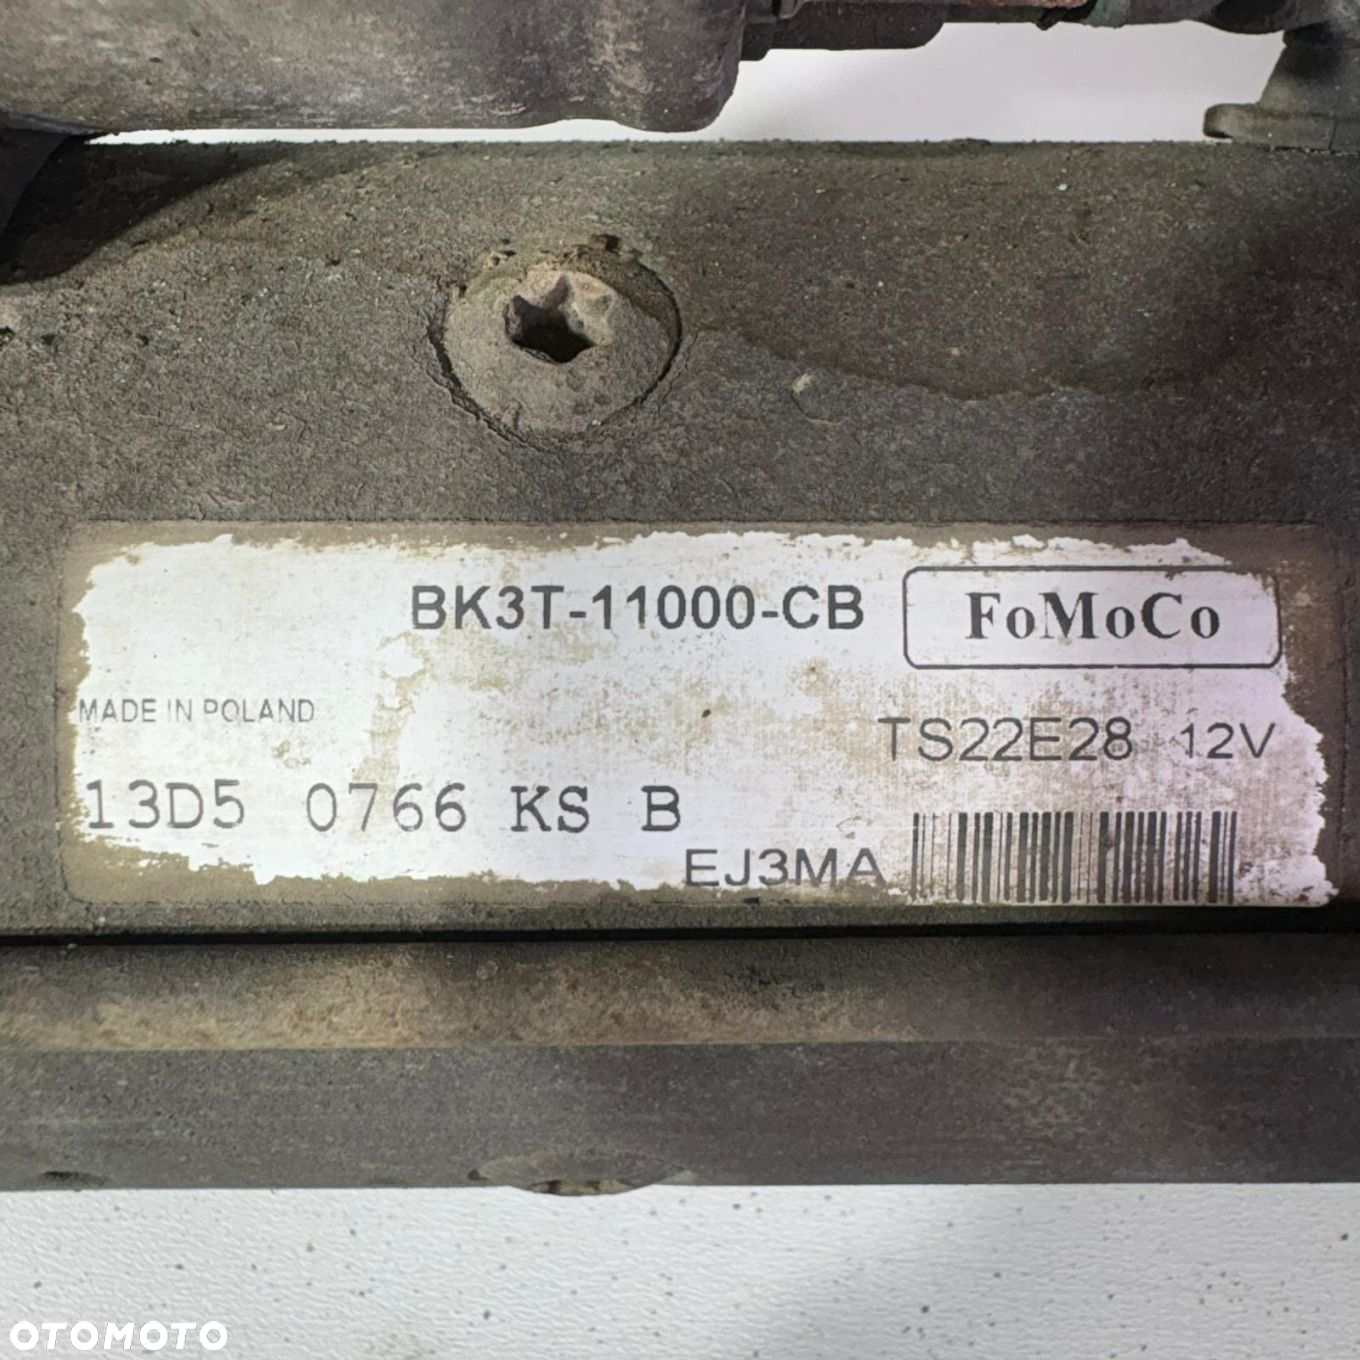 BK3T-11000-CB FoMoCo
MADE IN POLAND
TS22E28 12V
13D5 0766 KS B
EJ3MA
OTOMOTO